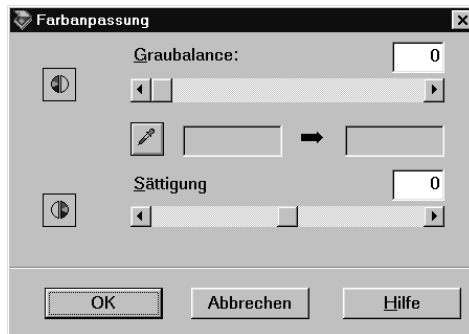 Farbanpassung
Graubalance: 0
Sättigung 0
OK Abbrechen Hilfe